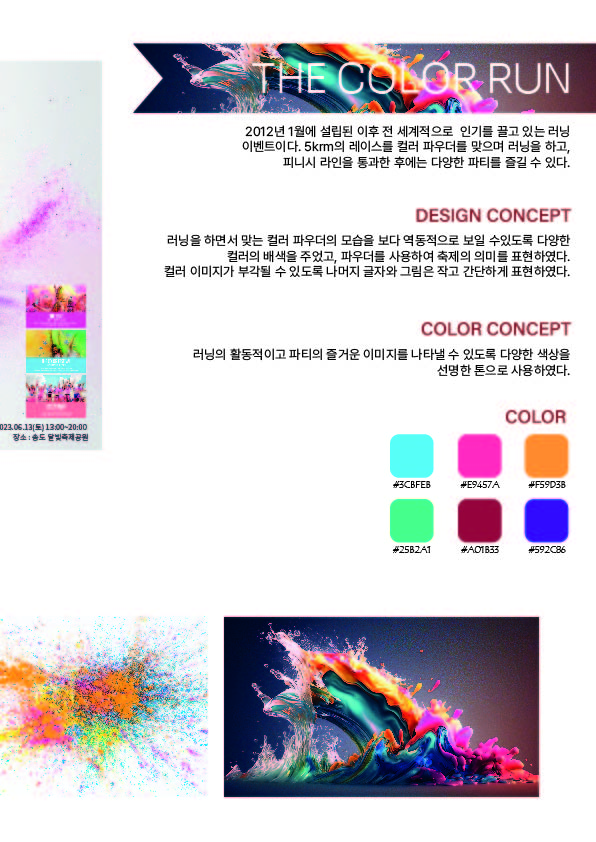 THE COLOR RUN
2012년 1월에 설립된 이후 전 세계적으로 인기를 끌고 있는 러닝
이벤트이다. 5krm의 레이스를 컬러 파우더를 맞으며 러닝을 하고,
피니시 라인을 통과한 후에는 다양한 파티를 즐길 수 있다.
DESIGN CONCEPT
러닝을 하면서 맞는 컬러 파우더의 모습을 보다 역동적으로 보일 수있도록 다양한
컬러의 배색을 주었고, 파우더를 사용하여 축제의 의미를 표현하였다.
컬러 이미지가 부각될 수 있도록 나머지 글자와 그림은 작고 간단하게 표현하였다.
COLOR CONCEPT
러닝의 활동적이고 파티의 즐거운 이미지를 나타낼 수 있도록 다양한 색상을
선명한 톤으로 사용하였다.
COLOR
#3CBFEB #E9457A #F59D3B
#25B2A1 #A01B33 #592C86
023.06.13(토) 13:00~20:00
장소 : 송도 달빛축제공원